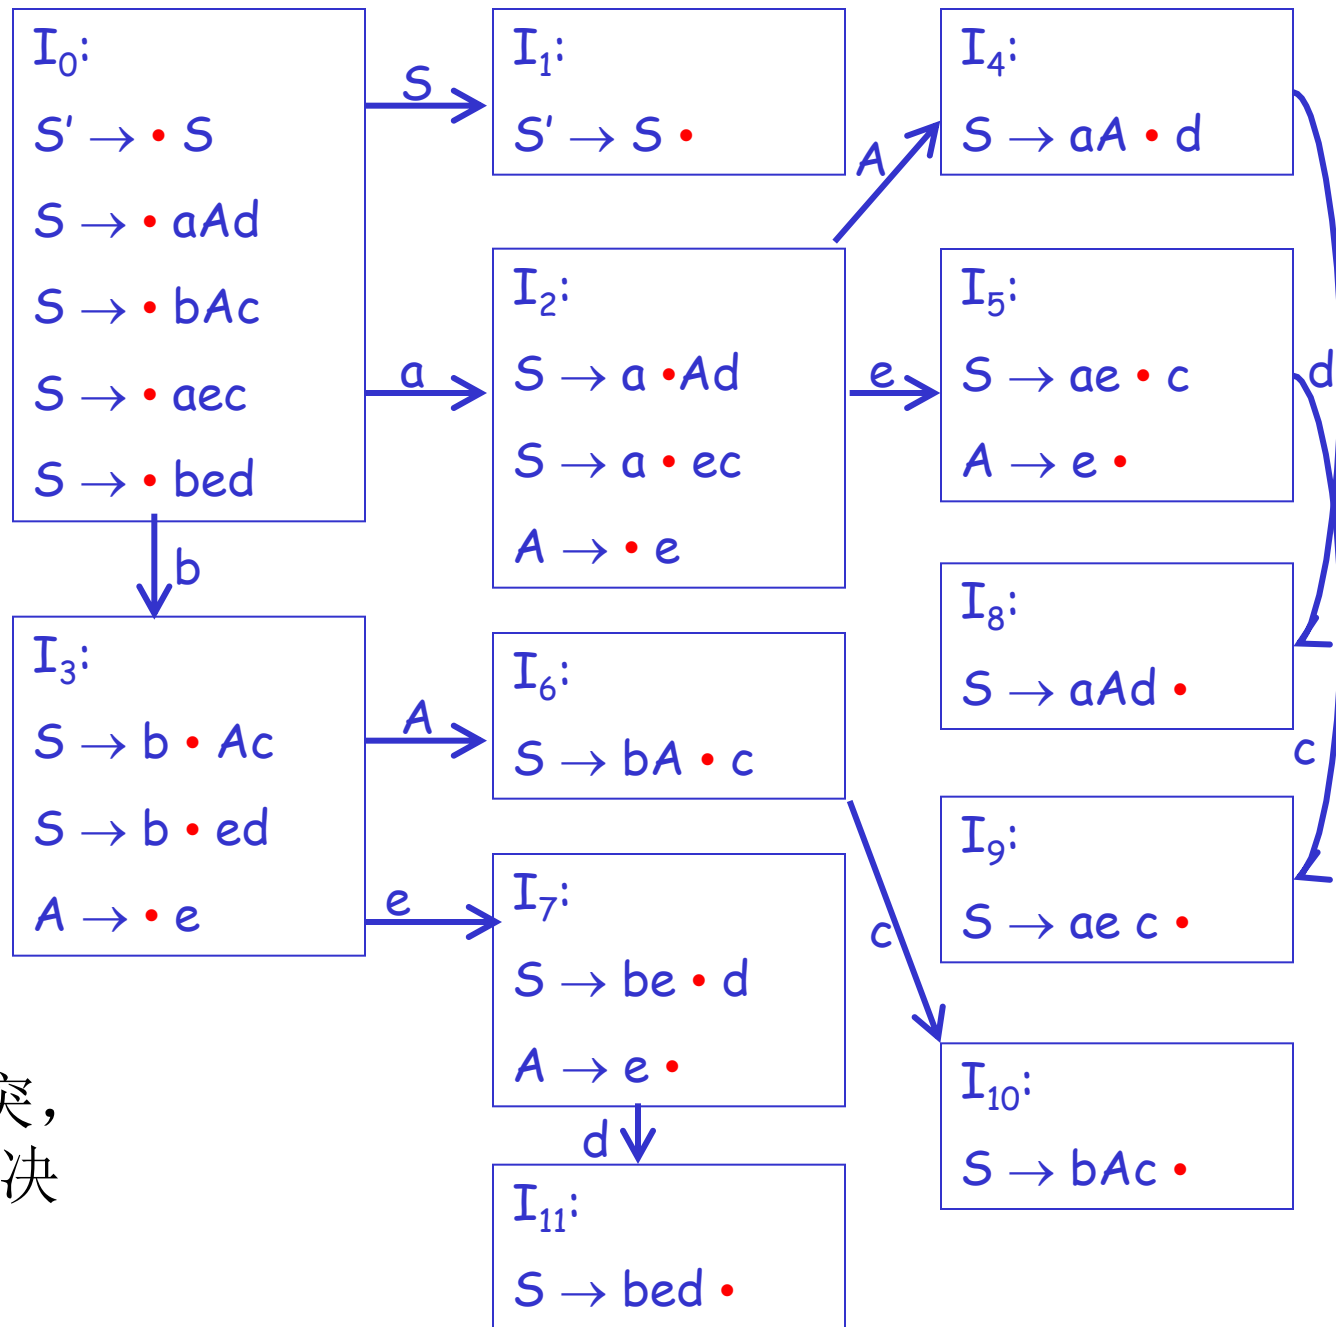 I0:
S' → • S
S → • aAd
S → • bAc
S → • aec
S → • bed
S
a
b
I1:
S' → S •
I2:
S → a •Ad
S → a • ec
A → • e
A
e
I4:
S → aA • d
I5:
S → ae • c
A → e •
d
I3:
S → b • Ac
S → b • ed
A → • e
A
e
I6:
S → bA • c
c
I7:
S → be • d
A → e •
d
I8:
S → aAd •
c
I9:
S → ae c •
I10:
S → bAc •
I11:
S → bed •
突,
决